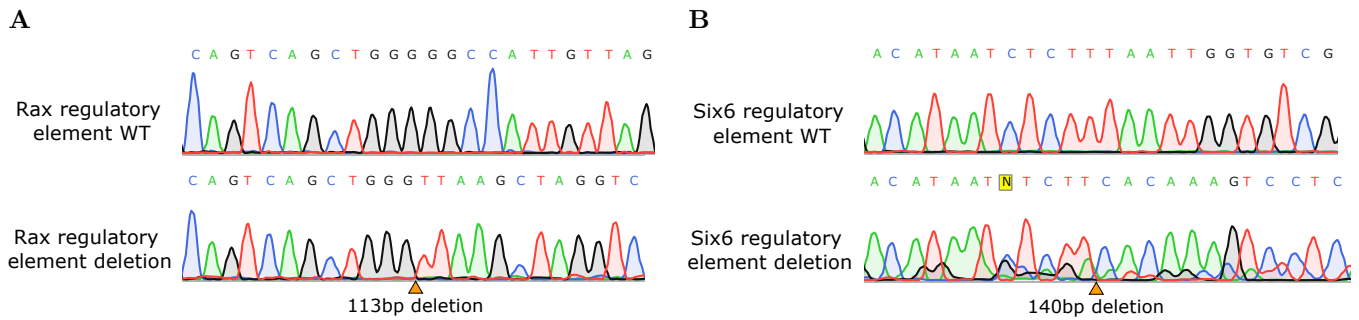 A
C A G T C A G C T G G G G G C C A T T G T T A G
Rax regulatory
element WT
C A G T C A G C T G G G T T A A G C T A G G T C
Rax regulatory
element deletion
113bp deletion
B
A C A T A A T C T C T T T A A T T G G T G T C G
Six6 regulatory
element WT
A C A T A A T N T C T T C A C A A A G T C C T C
Six6 regulatory
element deletion
140bp deletion